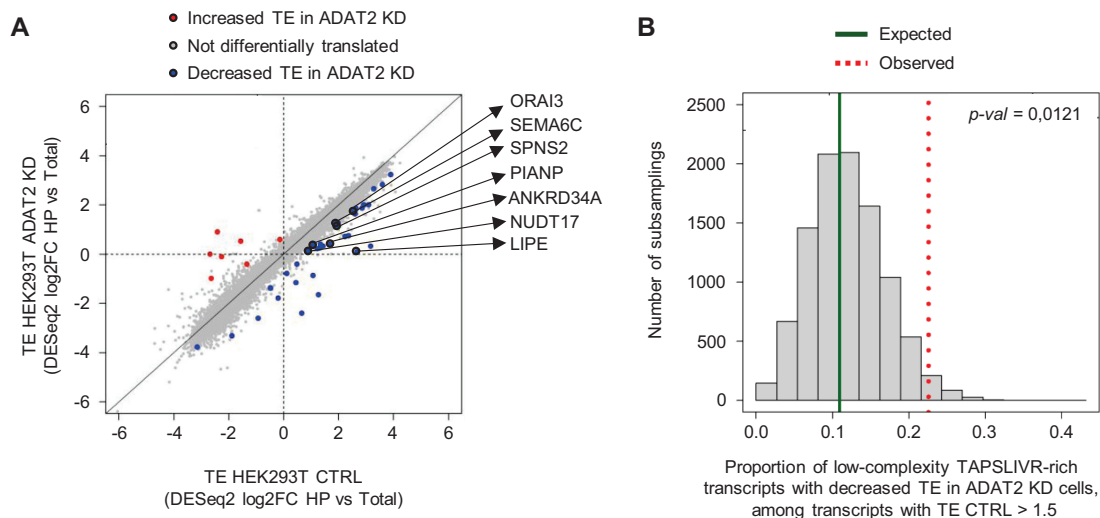 A
Increased TE in ADAT2 KD
Not differentially translated
Decreased TE in ADAT2 KD
TE HEK293T ADAT2 KD
(DESeq2 log2FC HP vs Total)
6
4
2
0
-2
-4
-6
-6
-4
-2
0
2
4
6
TE HEK293T CTRL
(DESeq2 log2FC HP vs Total)
ORAI3
SEMA6C
SPNS2
PIANP
ANKRD34A
NUDT17
LIPE
B
Expected
Observed
p-val = 0,0121
Number of subsamplings
2500
2000
1500
1000
500
0
0.0
0.1
0.2
0.3
0.4
Proportion of low-complexity TAPSLIVR-rich
transcripts with decreased TE in ADAT2 KD cells,
among transcripts with TE CTRL > 1.5